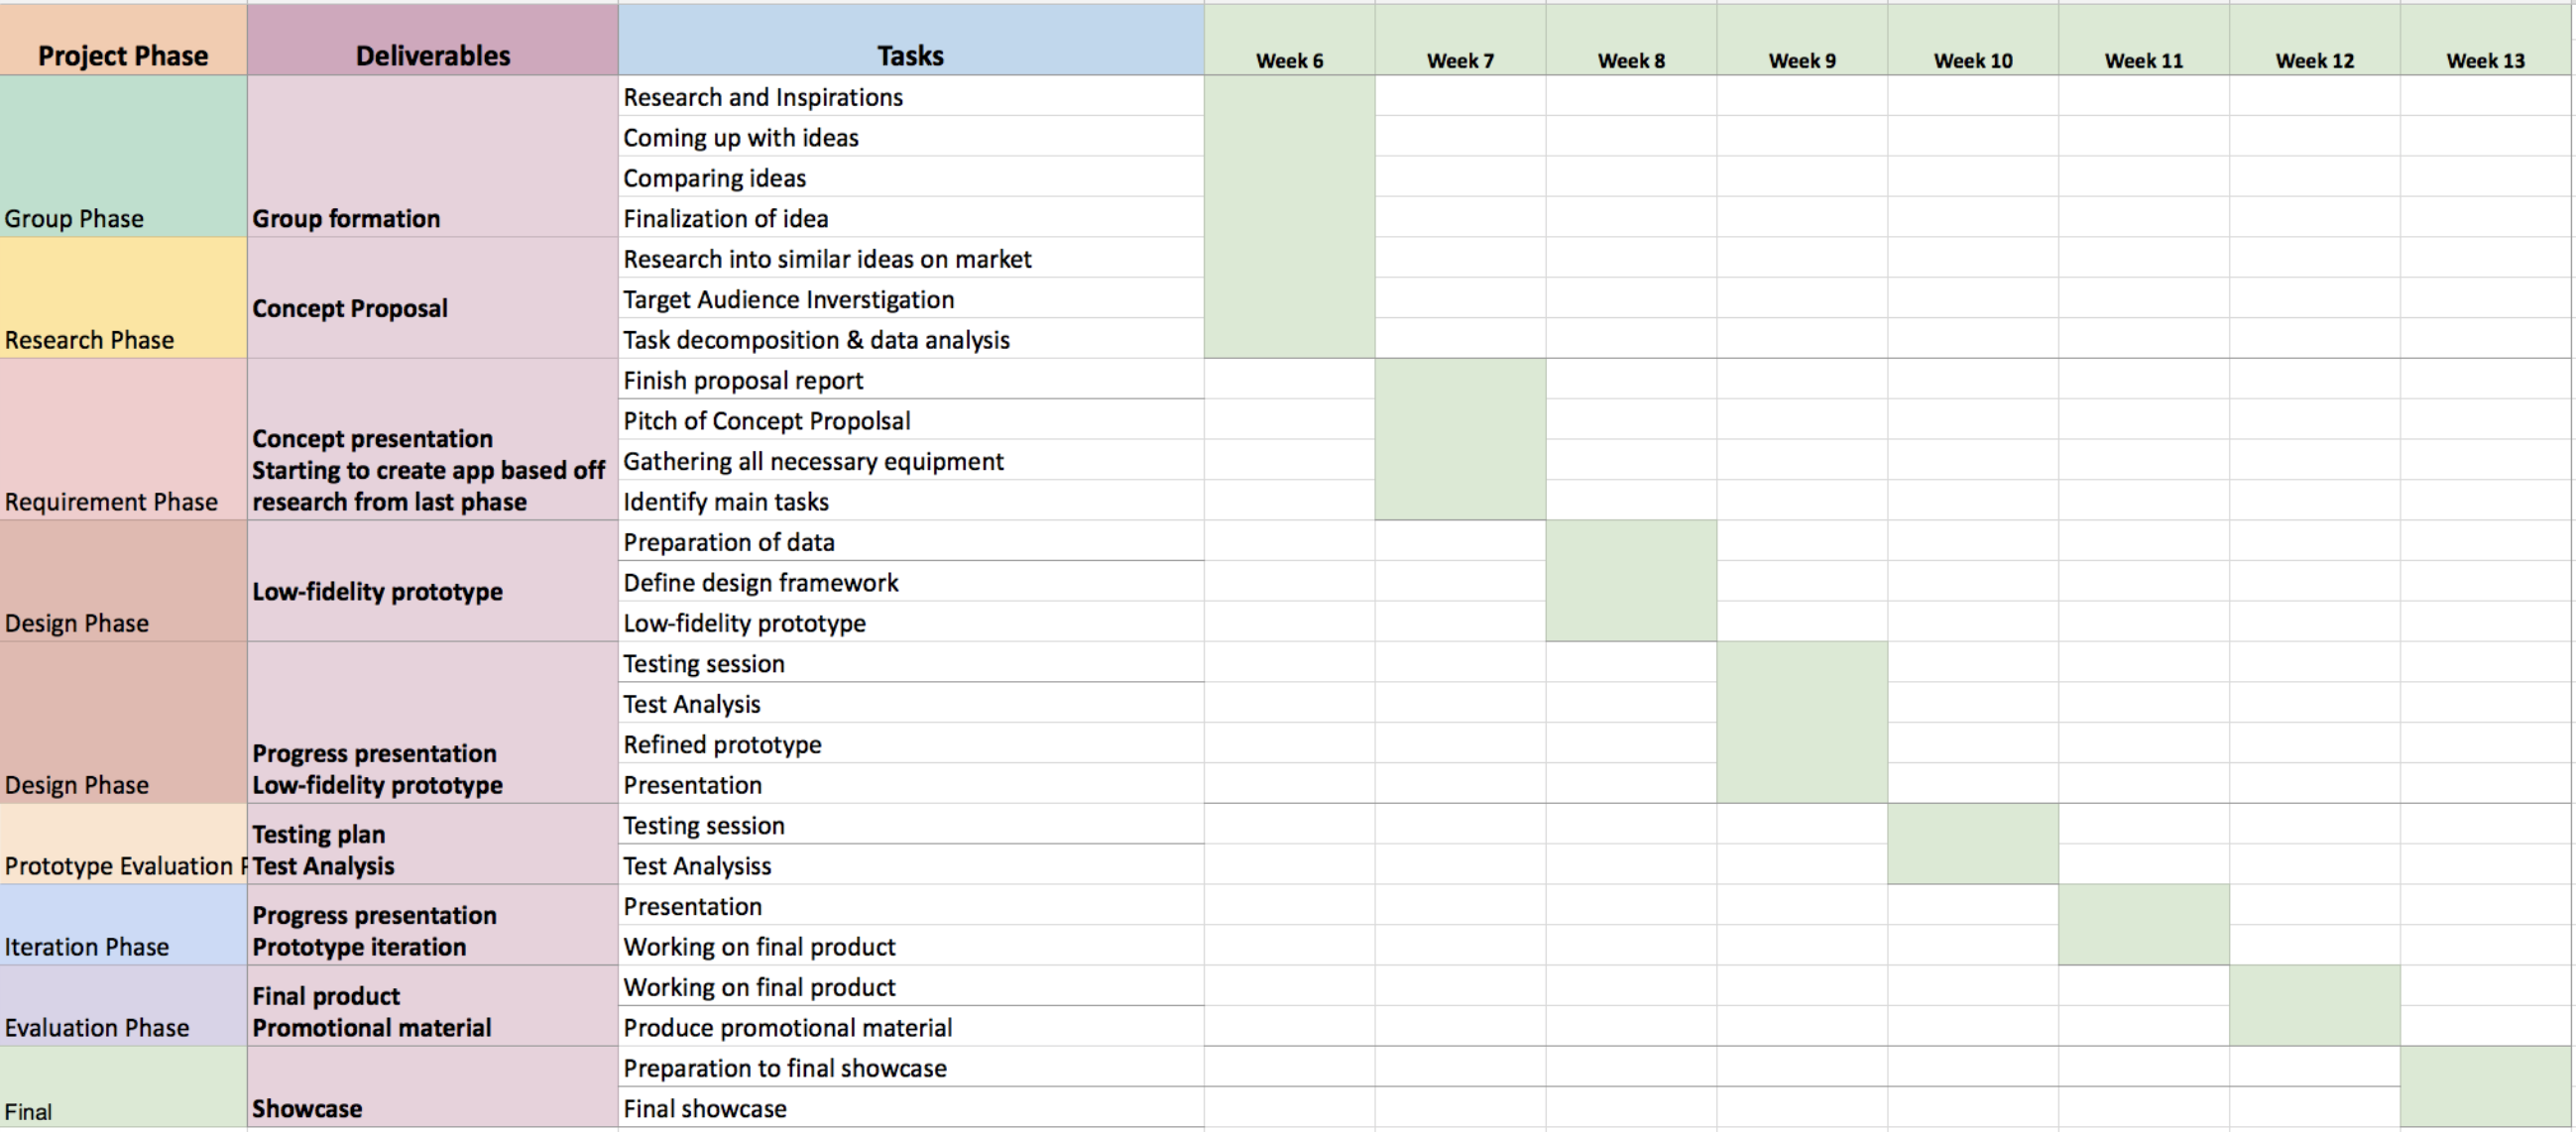 Project Phase Deliverables Tasks Week 6 Week 7 Week 8 Week 9 Week 10 Week 11 Week 12 Week 13
Research and Inspirations
Coming up with ideas
Comparing ideas
Group Phase Group formation Finalization of idea
Research into similar ideas on market
Concept Proposal Target Audience Inverstigation
Research Phase Task decomposition & data analysis
Finish proposal report
Concept presentation Pitch of Concept Propolsal
Starting to create app based off Gathering all necessary equipment
Requirement Phase research from last phase Identify main tasks
Preparation of data
Low-fidelity prototype Define design framework
Design Phase Low-fidelity prototype
Testing session
Test Analysis
Progress presentation Refined prototype
Design Phase Low-fidelity prototype Presentation
Testing plan Testing session
Prototype Evaluation Test Analysis Test Analysiss
Progress presentation Presentation
Iteration Phase Prototype iteration Working on final product
Final product Working on final product
Evaluation Phase Promotional material Produce promotional material
Preparation to final showcase
Final Showcase Final showcase